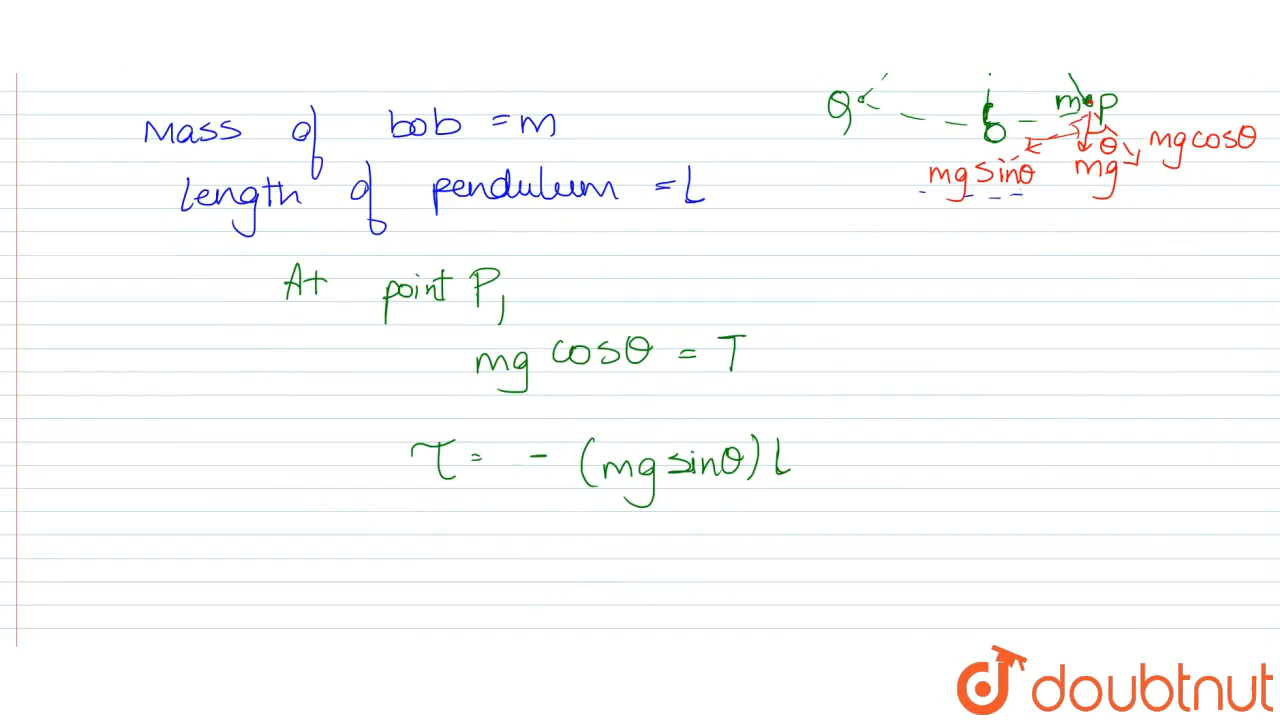 Mass of bob = m
length of pendulum = L
Q
O
m P
θ
mg sinθ
mg
mg cosθ
At point P,
mg cosθ = T
τ = - (mg sinθ) L
doubtnut